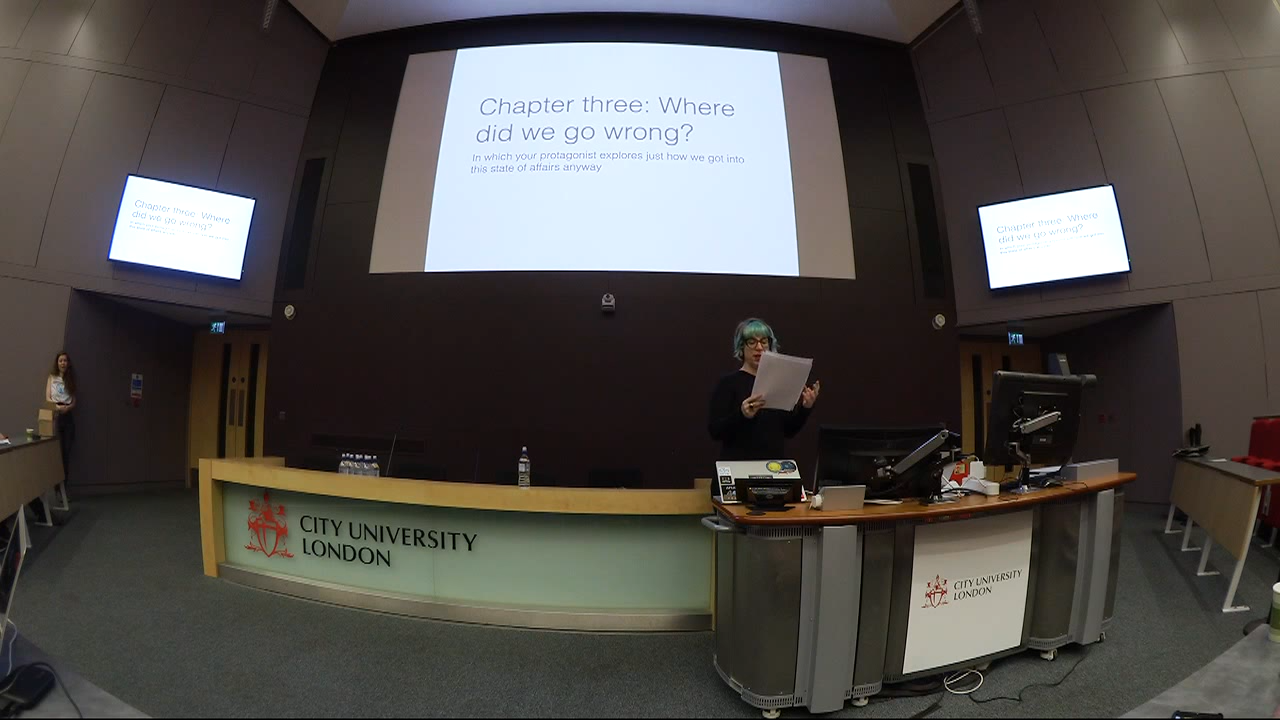 Chapter three: Where
did we go wrong?
In which your protagonist explores just how we got into
this state of affairs anyway
Chapter three: Where
did we go wrong?
Chapter three: Where
did we go wrong?
CITY UNIVERSITY
LONDON
CITY UNIVERSITY
LONDON